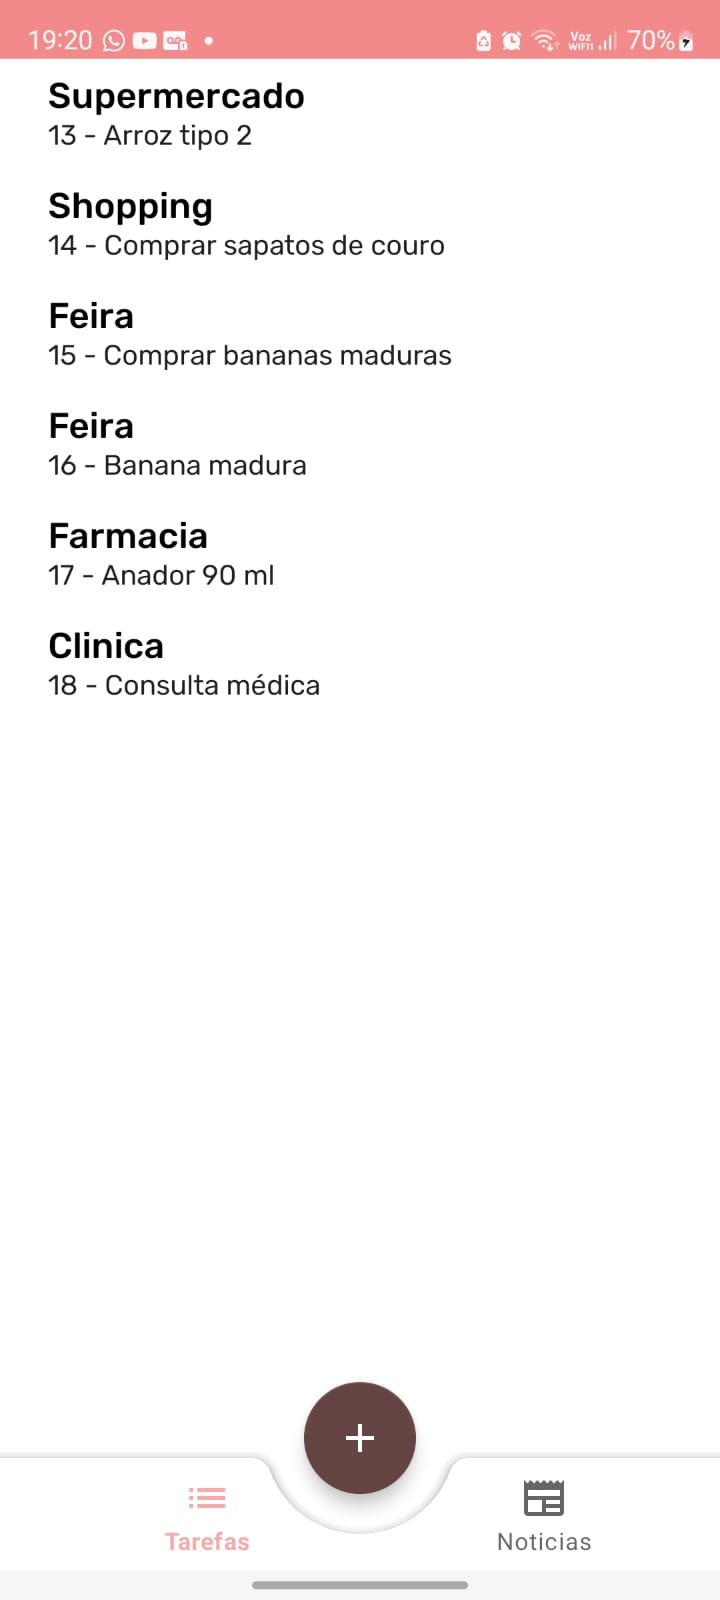 19:20
Voz
WIFI1
70%
Supermercado
13 - Arroz tipo 2
Shopping
14 - Comprar sapatos de couro
Feira
15 - Comprar bananas maduras
Feira
16 - Banana madura
Farmacia
17 - Anador 90 ml
Clinica
18 - Consulta médica
Tarefas
Noticias